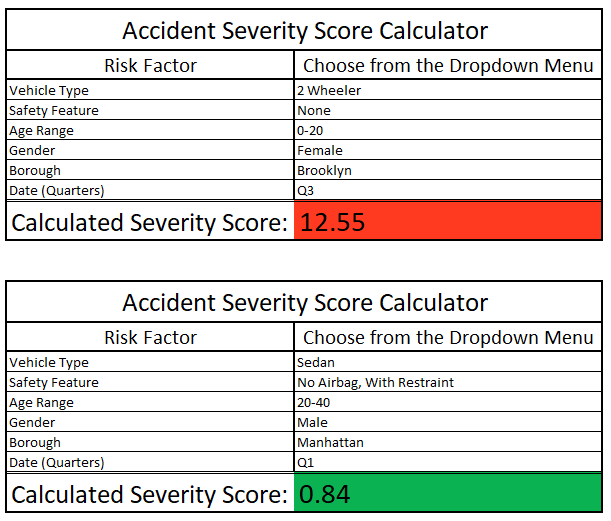 Accident Severity Score Calculator
Risk Factor Choose from the Dropdown Menu
Vehicle Type 2 Wheeler
Safety Feature None
Age Range 0-20
Gender Female
Borough Brooklyn
Date (Quarters) Q3
Calculated Severity Score: 12.55
Accident Severity Score Calculator
Risk Factor Choose from the Dropdown Menu
Vehicle Type Sedan
Safety Feature No Airbag, With Restraint
Age Range 20-40
Gender Male
Borough Manhattan
Date (Quarters) Q1
Calculated Severity Score: 0.84